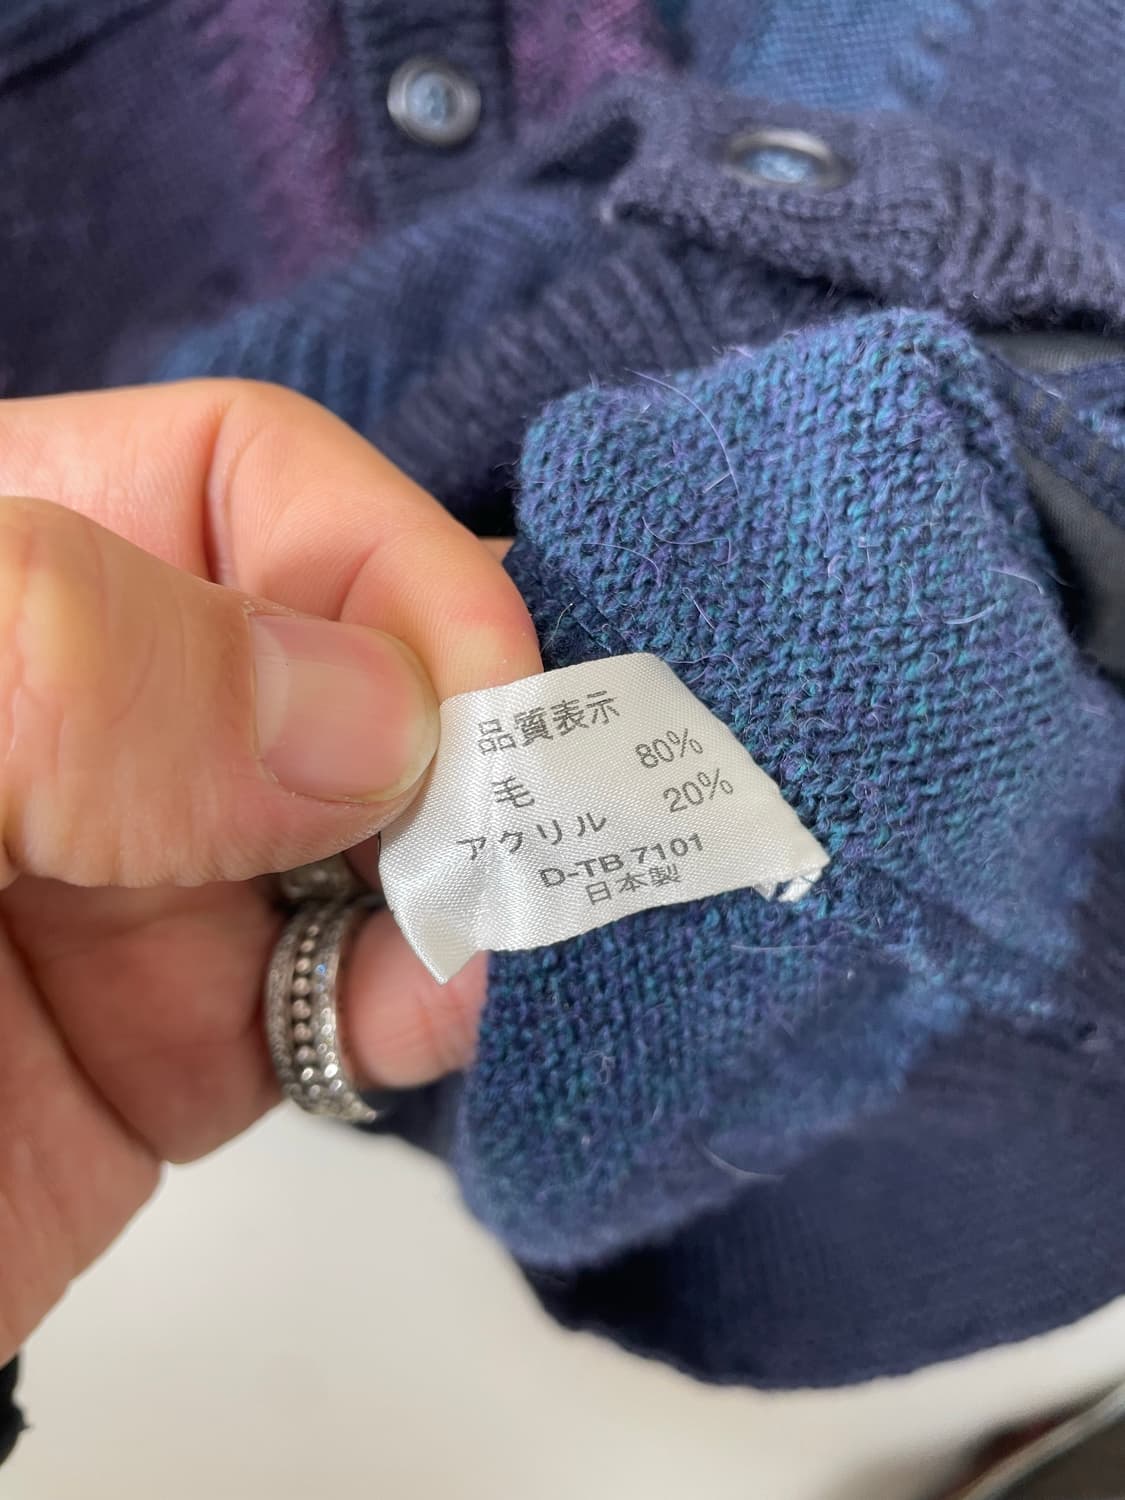 品質表示
毛 80%
アクリル 20%
D-TB 7101
日本製